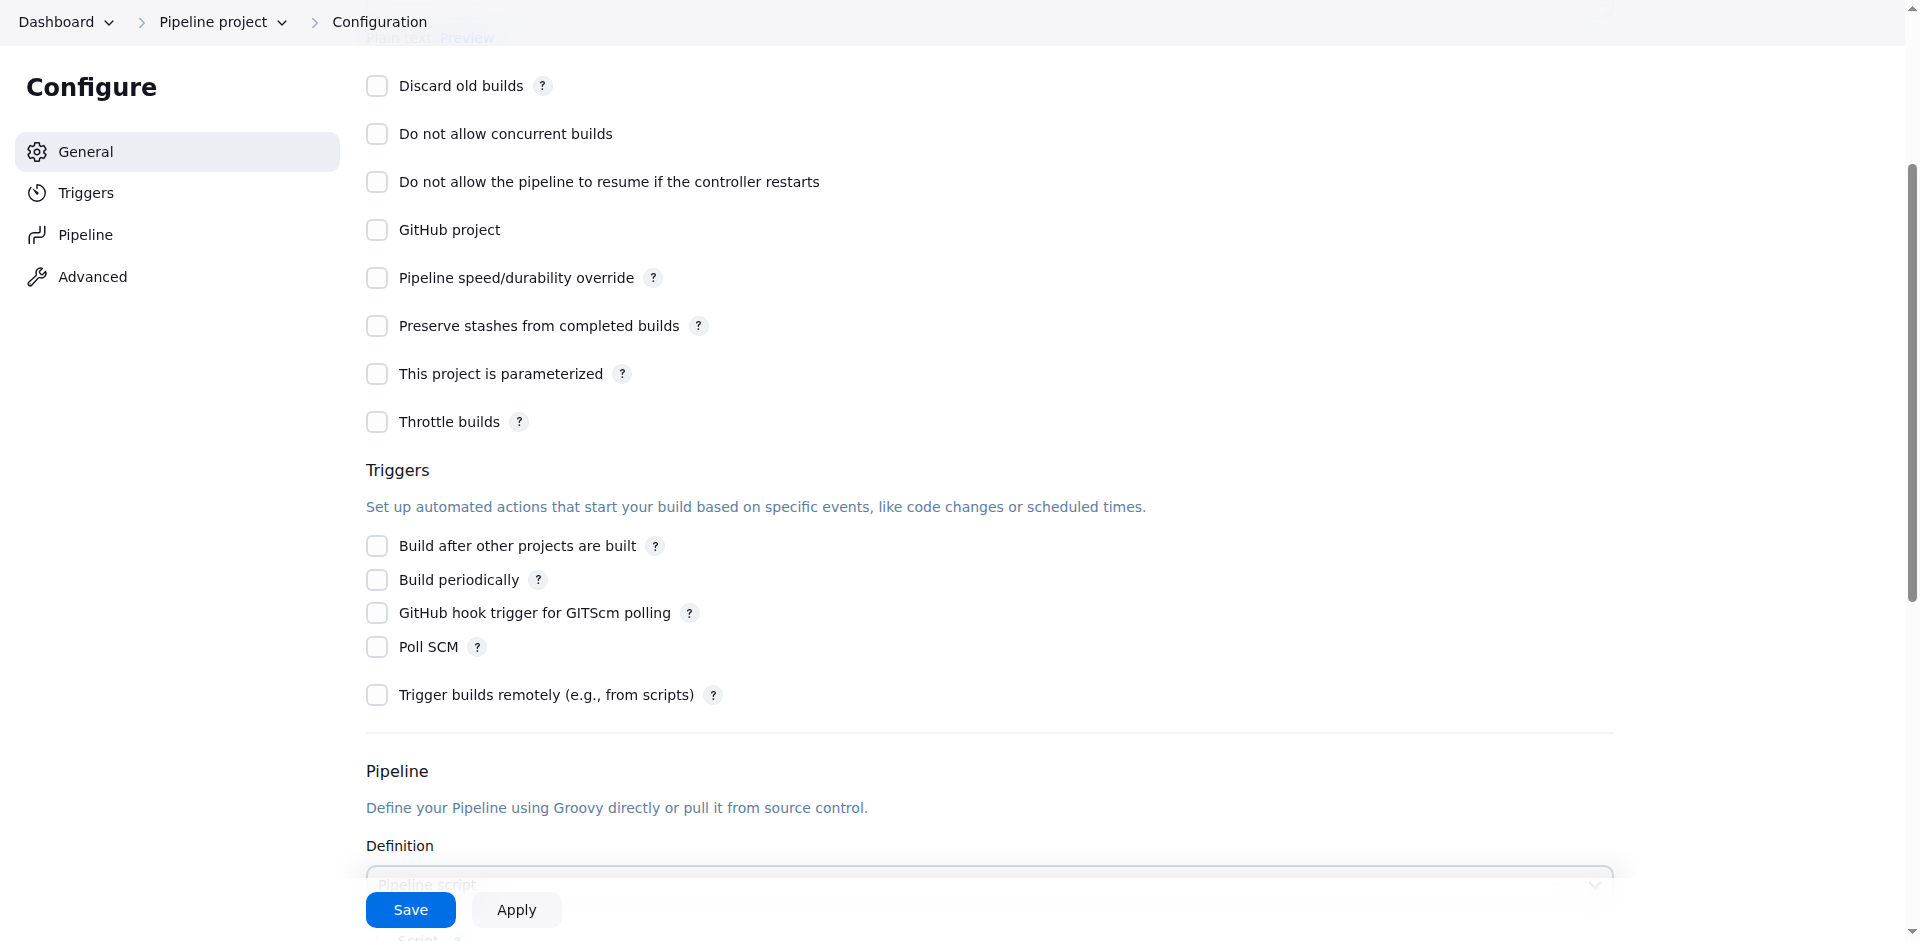 Dashboard
Pipeline project
Configuration
Plain text Preview
Configure
General
Triggers
Pipeline
Advanced
Discard old builds ?
Do not allow concurrent builds
Do not allow the pipeline to resume if the controller restarts
GitHub project
Pipeline speed/durability override ?
Preserve stashes from completed builds ?
This project is parameterized ?
Throttle builds ?
Triggers
Set up automated actions that start your build based on specific events, like code changes or scheduled times.
Build after other projects are built ?
Build periodically ?
GitHub hook trigger for GITScm polling ?
Poll SCM ?
Trigger builds remotely (e.g., from scripts) ?
Pipeline
Define your Pipeline using Groovy directly or pull it from source control.
Definition
Pipeline script
Save
Apply
Script ?